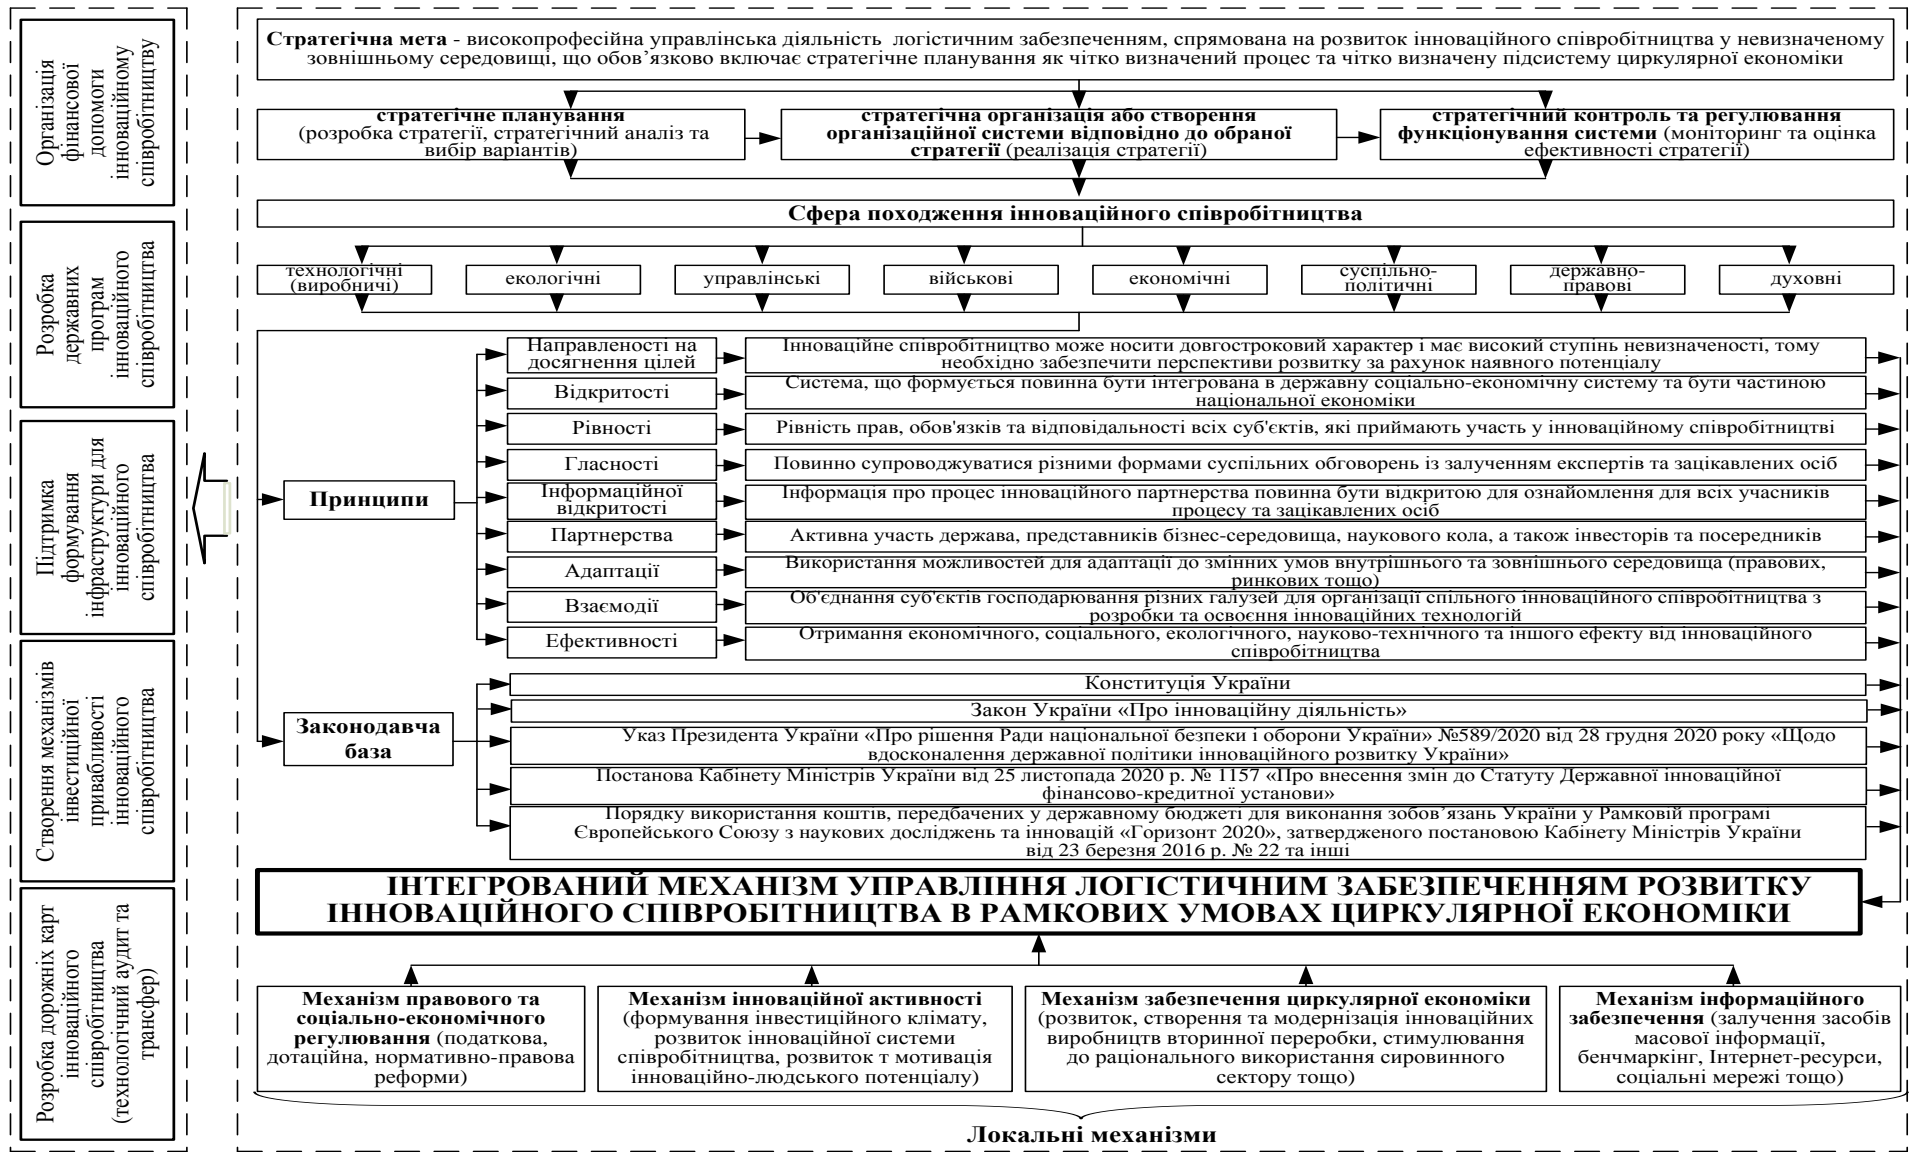 Організація
фінансової
допомоги
інноваційному
співробітництву
Розробка
державних
програм
інноваційного
співробітництва
Підтримка
формування
інфраструктури для
інноваційного
співробітництва
Створення механізмів
інвестиційної
привабливості
інноваційного
співробітництва
Розробка дорожніх карт
інноваційного
співробітництва
(технологічний аудит та
трансфер)
Стратегічна мета - високопрофесійна управлінська діяльність логістичним забезпеченням, спрямована на розвиток інноваційного співробітництва у невизначеному
зовнішньому середовищі, що обов’язково включає стратегічне планування як чітко визначений процес та чітко визначену підсистему циркулярної економіки
стратегічне планування
(розробка стратегії, стратегічний аналіз та
вибір варіантів)
стратегічна організація або створення
організаційної системи відповідно до обраної
стратегії (реалізація стратегії)
стратегічний контроль та регулювання
функціонування системи (моніторинг та оцінка
ефективності стратегії)
Сфера походження інноваційного співробітництва
технологічні
(виробничі)
екологічні
управлінські
військові
економічні
суспільно-
політичні
державно-
правові
духовні
Принципи
Направленості на
досягнення цілей
Інноваційне співробітництво може носити довгостроковий характер і має високий ступінь невизначеності, тому
необхідно забезпечити перспективи розвитку за рахунок наявного потенціалу
Відкритості
Система, що формується повинна бути інтегрована в державну соціально-економічну систему та бути частиною
національної економіки
Рівності
Рівність прав, обов'язків та відповідальності всіх суб'єктів, які приймають участь у інноваційному співробітництві
Гласності
Повинно супроводжуватися різними формами суспільних обговорень із залученням експертів та зацікавлених осіб
Інформаційної
відкритості
Інформація про процес інноваційного партнерства повинна бути відкритою для ознайомлення для всіх учасників
процесу та зацікавлених осіб
Партнерства
Активна участь держава, представників бізнес-середовища, наукового кола, а також інвесторів та посередників
Адаптації
Використання можливостей для адаптації до змінних умов внутрішнього та зовнішнього середовища (правових,
ринкових тощо)
Взаємодії
Об'єднання суб'єктів господарювання різних галузей для організації спільного інноваційного співробітництва з
розробки та освоєння інноваційних технологій
Ефективності
Отримання економічного, соціального, екологічного, науково-технічного та іншого ефекту від інноваційного
співробітництва
Законодавча
база
Конституція України
Закон України «Про інноваційну діяльність»
Указ Президента України «Про рішення Ради національної безпеки і оборони України» №589/2020 від 28 грудня 2020 року «Щодо
вдосконалення державної політики інноваційного розвитку України»
Постанова Кабінету Міністрів України від 25 листопада 2020 р. № 1157 «Про внесення змін до Статуту Державної інноваційної
фінансово-кредитної установи»
Порядку використання коштів, передбачених у державному бюджеті для виконання зобов’язань України у Рамковій програмі
Європейського Союзу з наукових досліджень та інновацій «Горизонт 2020», затвердженого постановою Кабінету Міністрів України
від 23 березня 2016 р. № 22 та інші
ІНТЕГРОВАНИЙ МЕХАНІЗМ УПРАВЛІННЯ ЛОГІСТИЧНИМ ЗАБЕЗПЕЧЕННЯМ РОЗВИТКУ
ІННОВАЦІЙНОГО СПІВРОБІТНИЦТВА В РАМКОВИХ УМОВАХ ЦИРКУЛЯРНОЇ ЕКОНОМІКИ
Механізм правового та
соціально-економічного
регулювання (податкова,
дотаційна, нормативно-правова
реформи)
Механізм інноваційної активності
(формування інвестиційного клімату,
розвиток інноваційної системи
співробітництва, розвиток т мотивація
інноваційно-людського потенціалу)
Механізм забезпечення циркулярної економіки
(розвиток, створення та модернізація інноваційних
виробництв вторинної переробки, стимулювання
до раціонального використання сировинного
сектору тощо)
Механізм інформаційного
забезпечення (залучення засобів
масової інформації,
бенчмаркінг, Інтернет-ресурси,
соціальні мережі тощо)
Локальні механізми